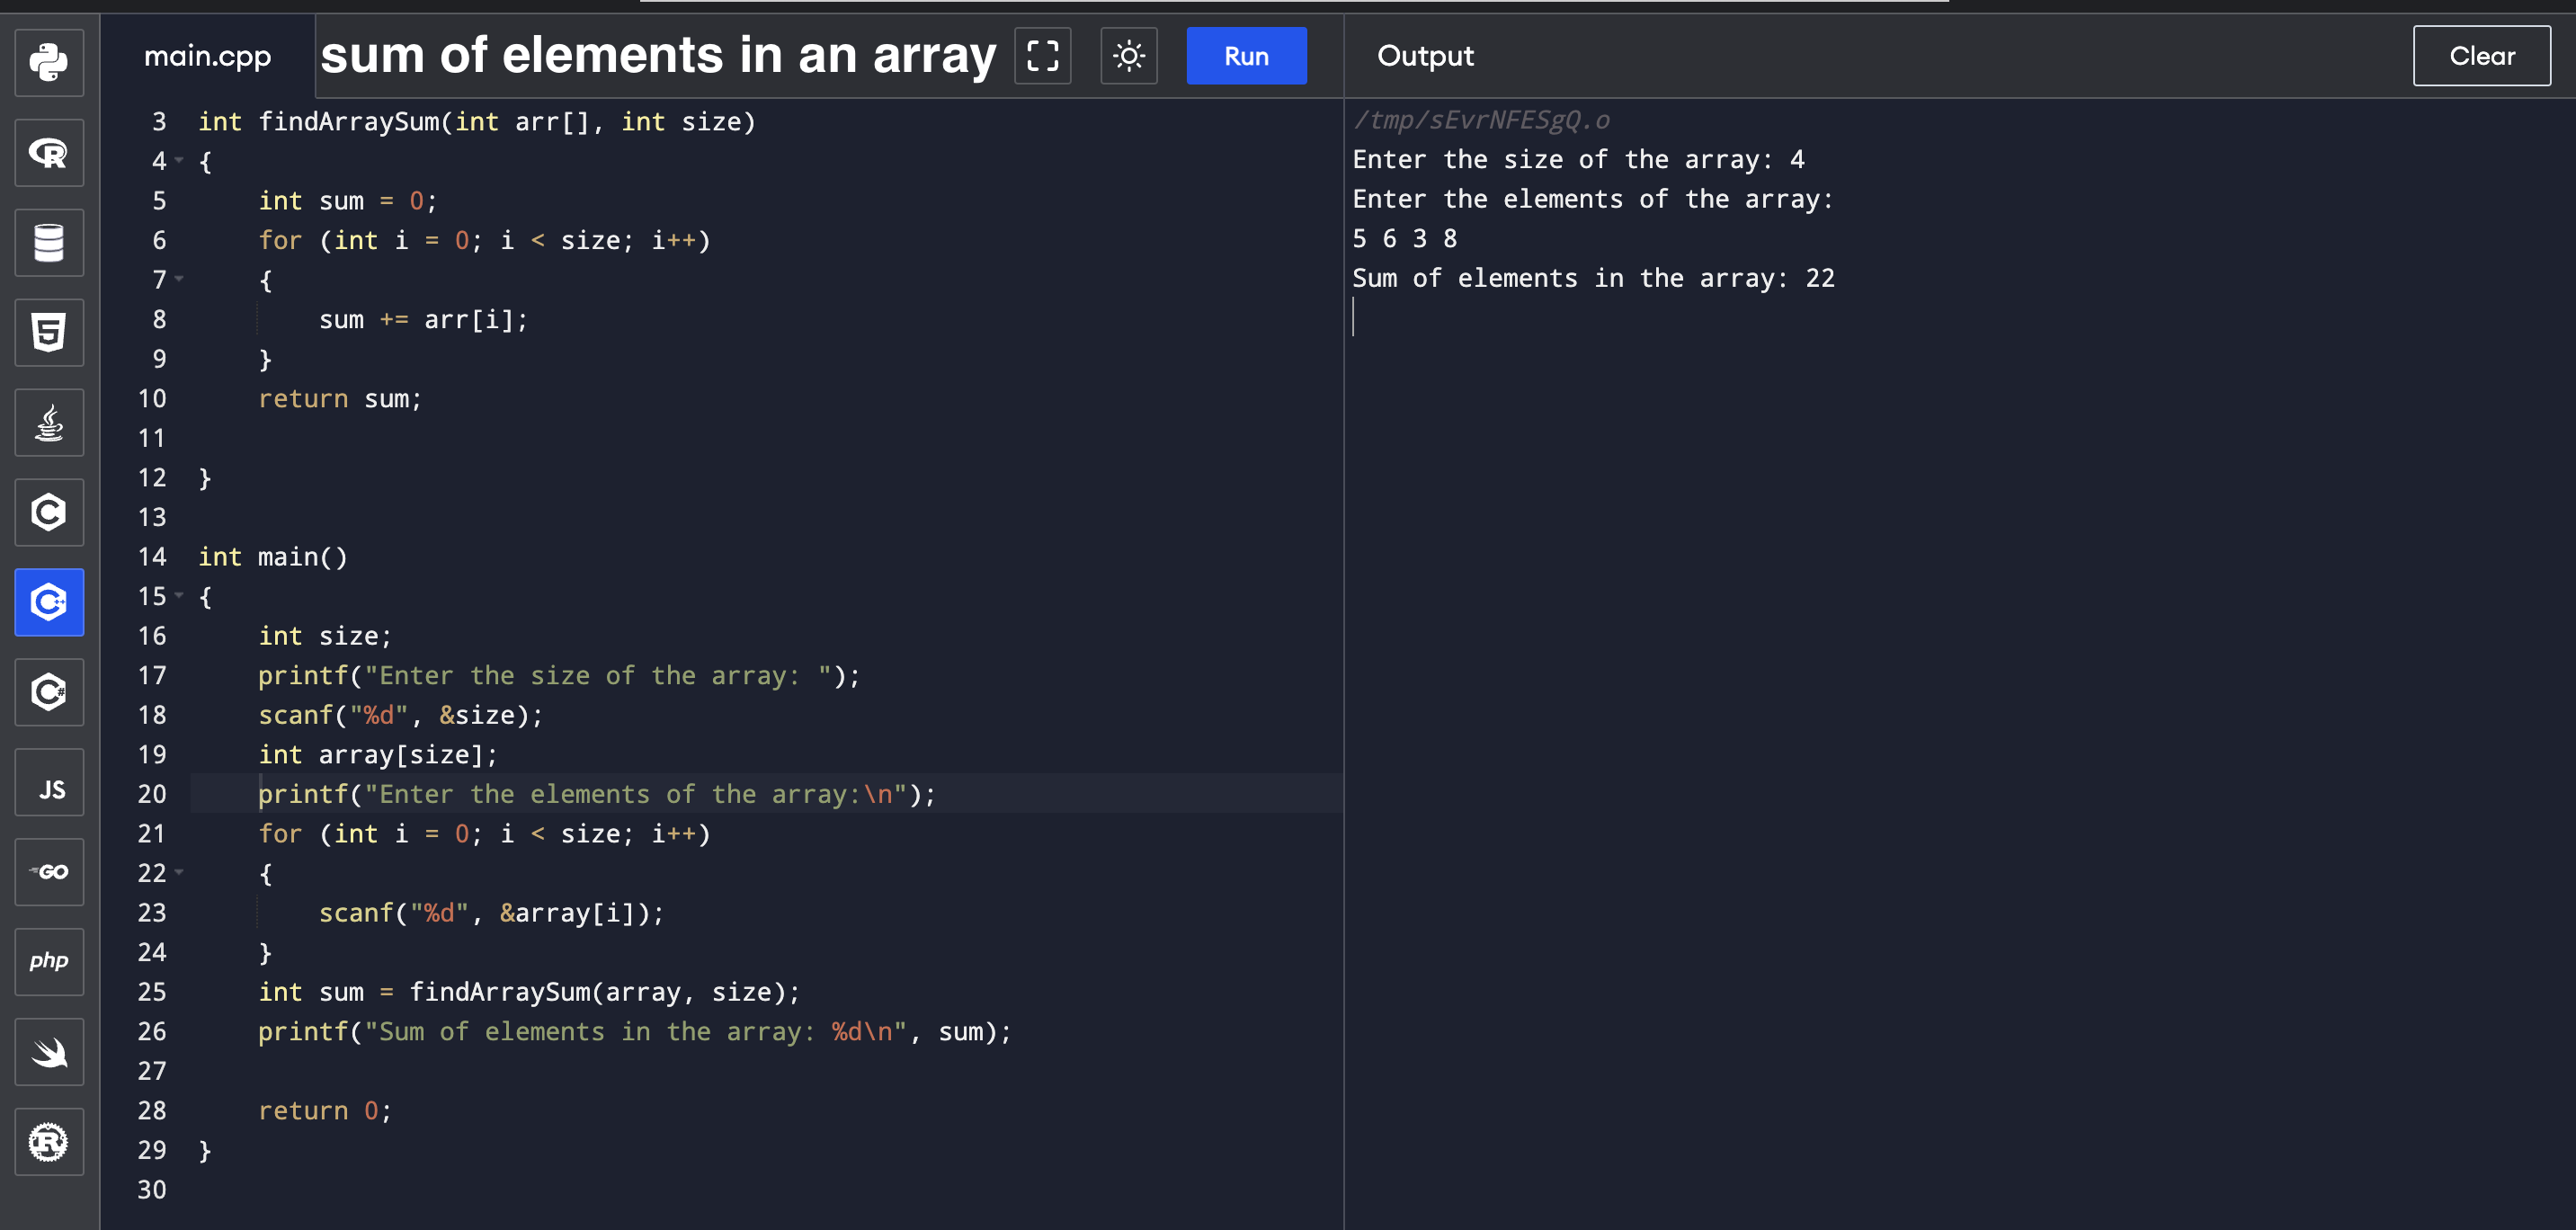 main.cpp
sum of elements in an array
Run
Output
Clear
3 int findArraySum(int arr[], int size)
4 {
5     int sum = 0;
6     for (int i = 0; i < size; i++)
7     {
8         sum += arr[i];
9     }
10     return sum;
11
12 }
13
14 int main()
15 {
16     int size;
17     printf("Enter the size of the array: ");
18     scanf("%d", &size);
19     int array[size];
20     printf("Enter the elements of the array:\n");
21     for (int i = 0; i < size; i++)
22     {
23         scanf("%d", &array[i]);
24     }
25     int sum = findArraySum(array, size);
26     printf("Sum of elements in the array: %d\n", sum);
27
28     return 0;
29 }
30
/tmp/sEvrNFESgQ.o
Enter the size of the array: 4
Enter the elements of the array:
5 6 3 8
Sum of elements in the array: 22
R
5
C
C++
C#
JS
GO
php
R